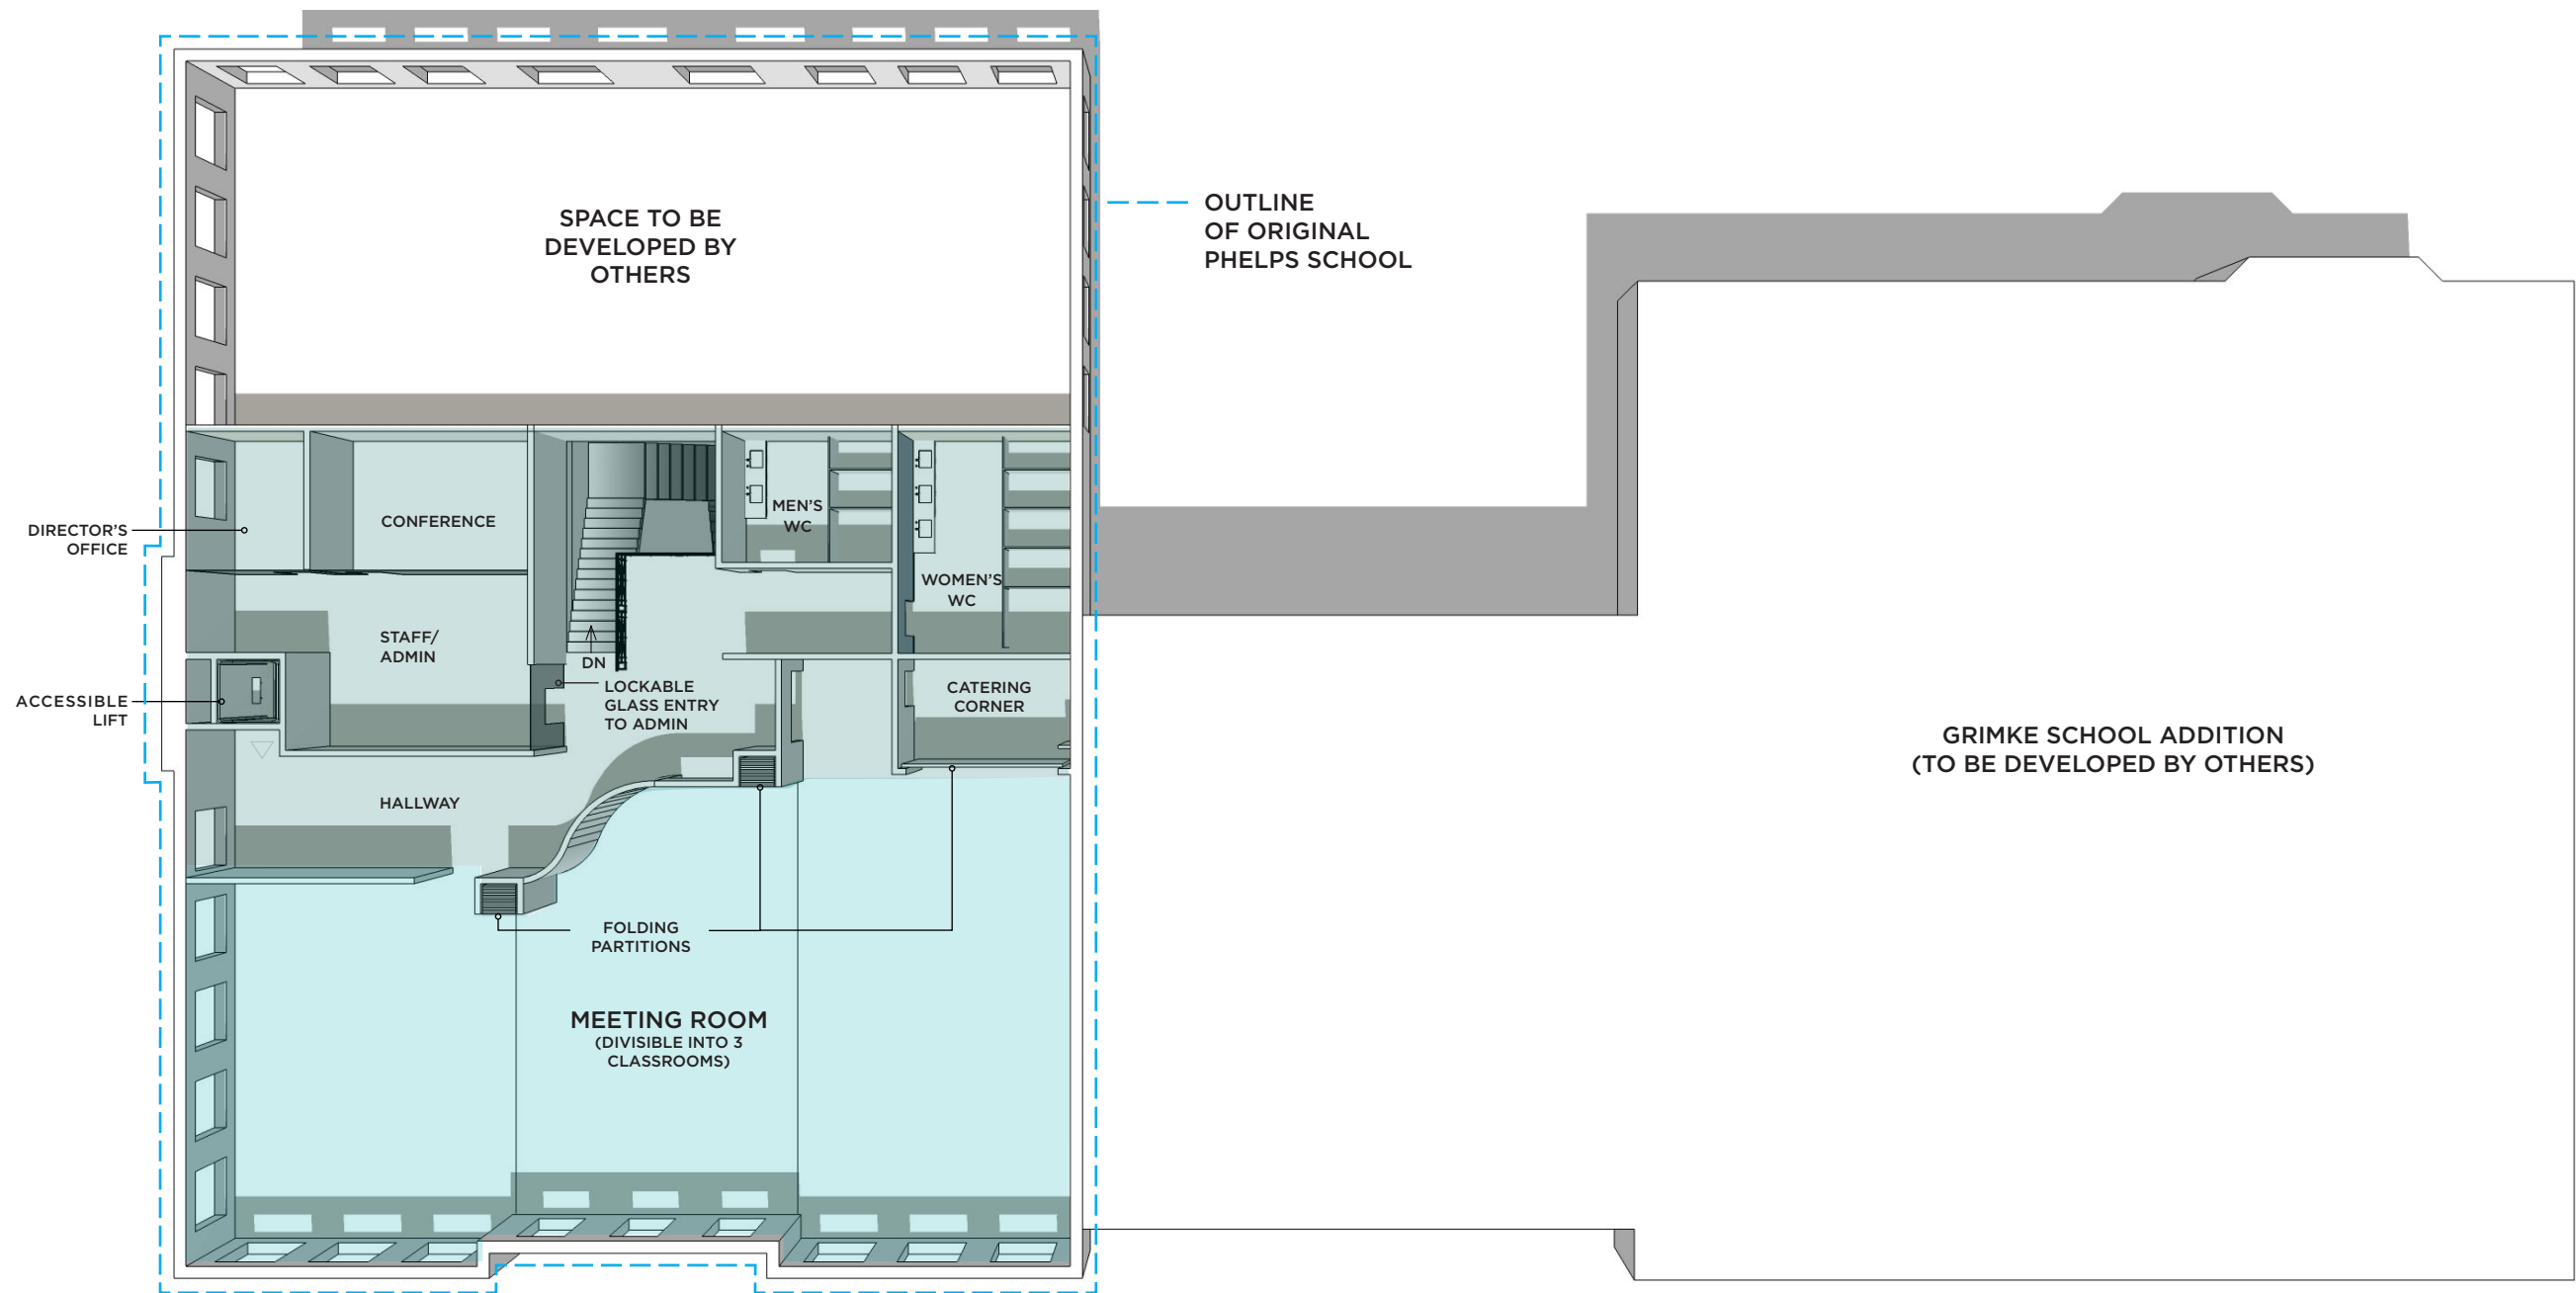 SPACE TO BE
DEVELOPED BY
OTHERS
OUTLINE
OF ORIGINAL
PHELPS SCHOOL
DIRECTOR'S
OFFICE
CONFERENCE
MEN'S
WC
WOMEN'S
WC
STAFF/
ADMIN
DN
ACCESSIBLE
LIFT
LOCKABLE
GLASS ENTRY
TO ADMIN
CATERING
CORNER
HALLWAY
GRIMKE SCHOOL ADDITION
(TO BE DEVELOPED BY OTHERS)
FOLDING
PARTITIONS
MEETING ROOM
(DIVISIBLE INTO 3
CLASSROOMS)